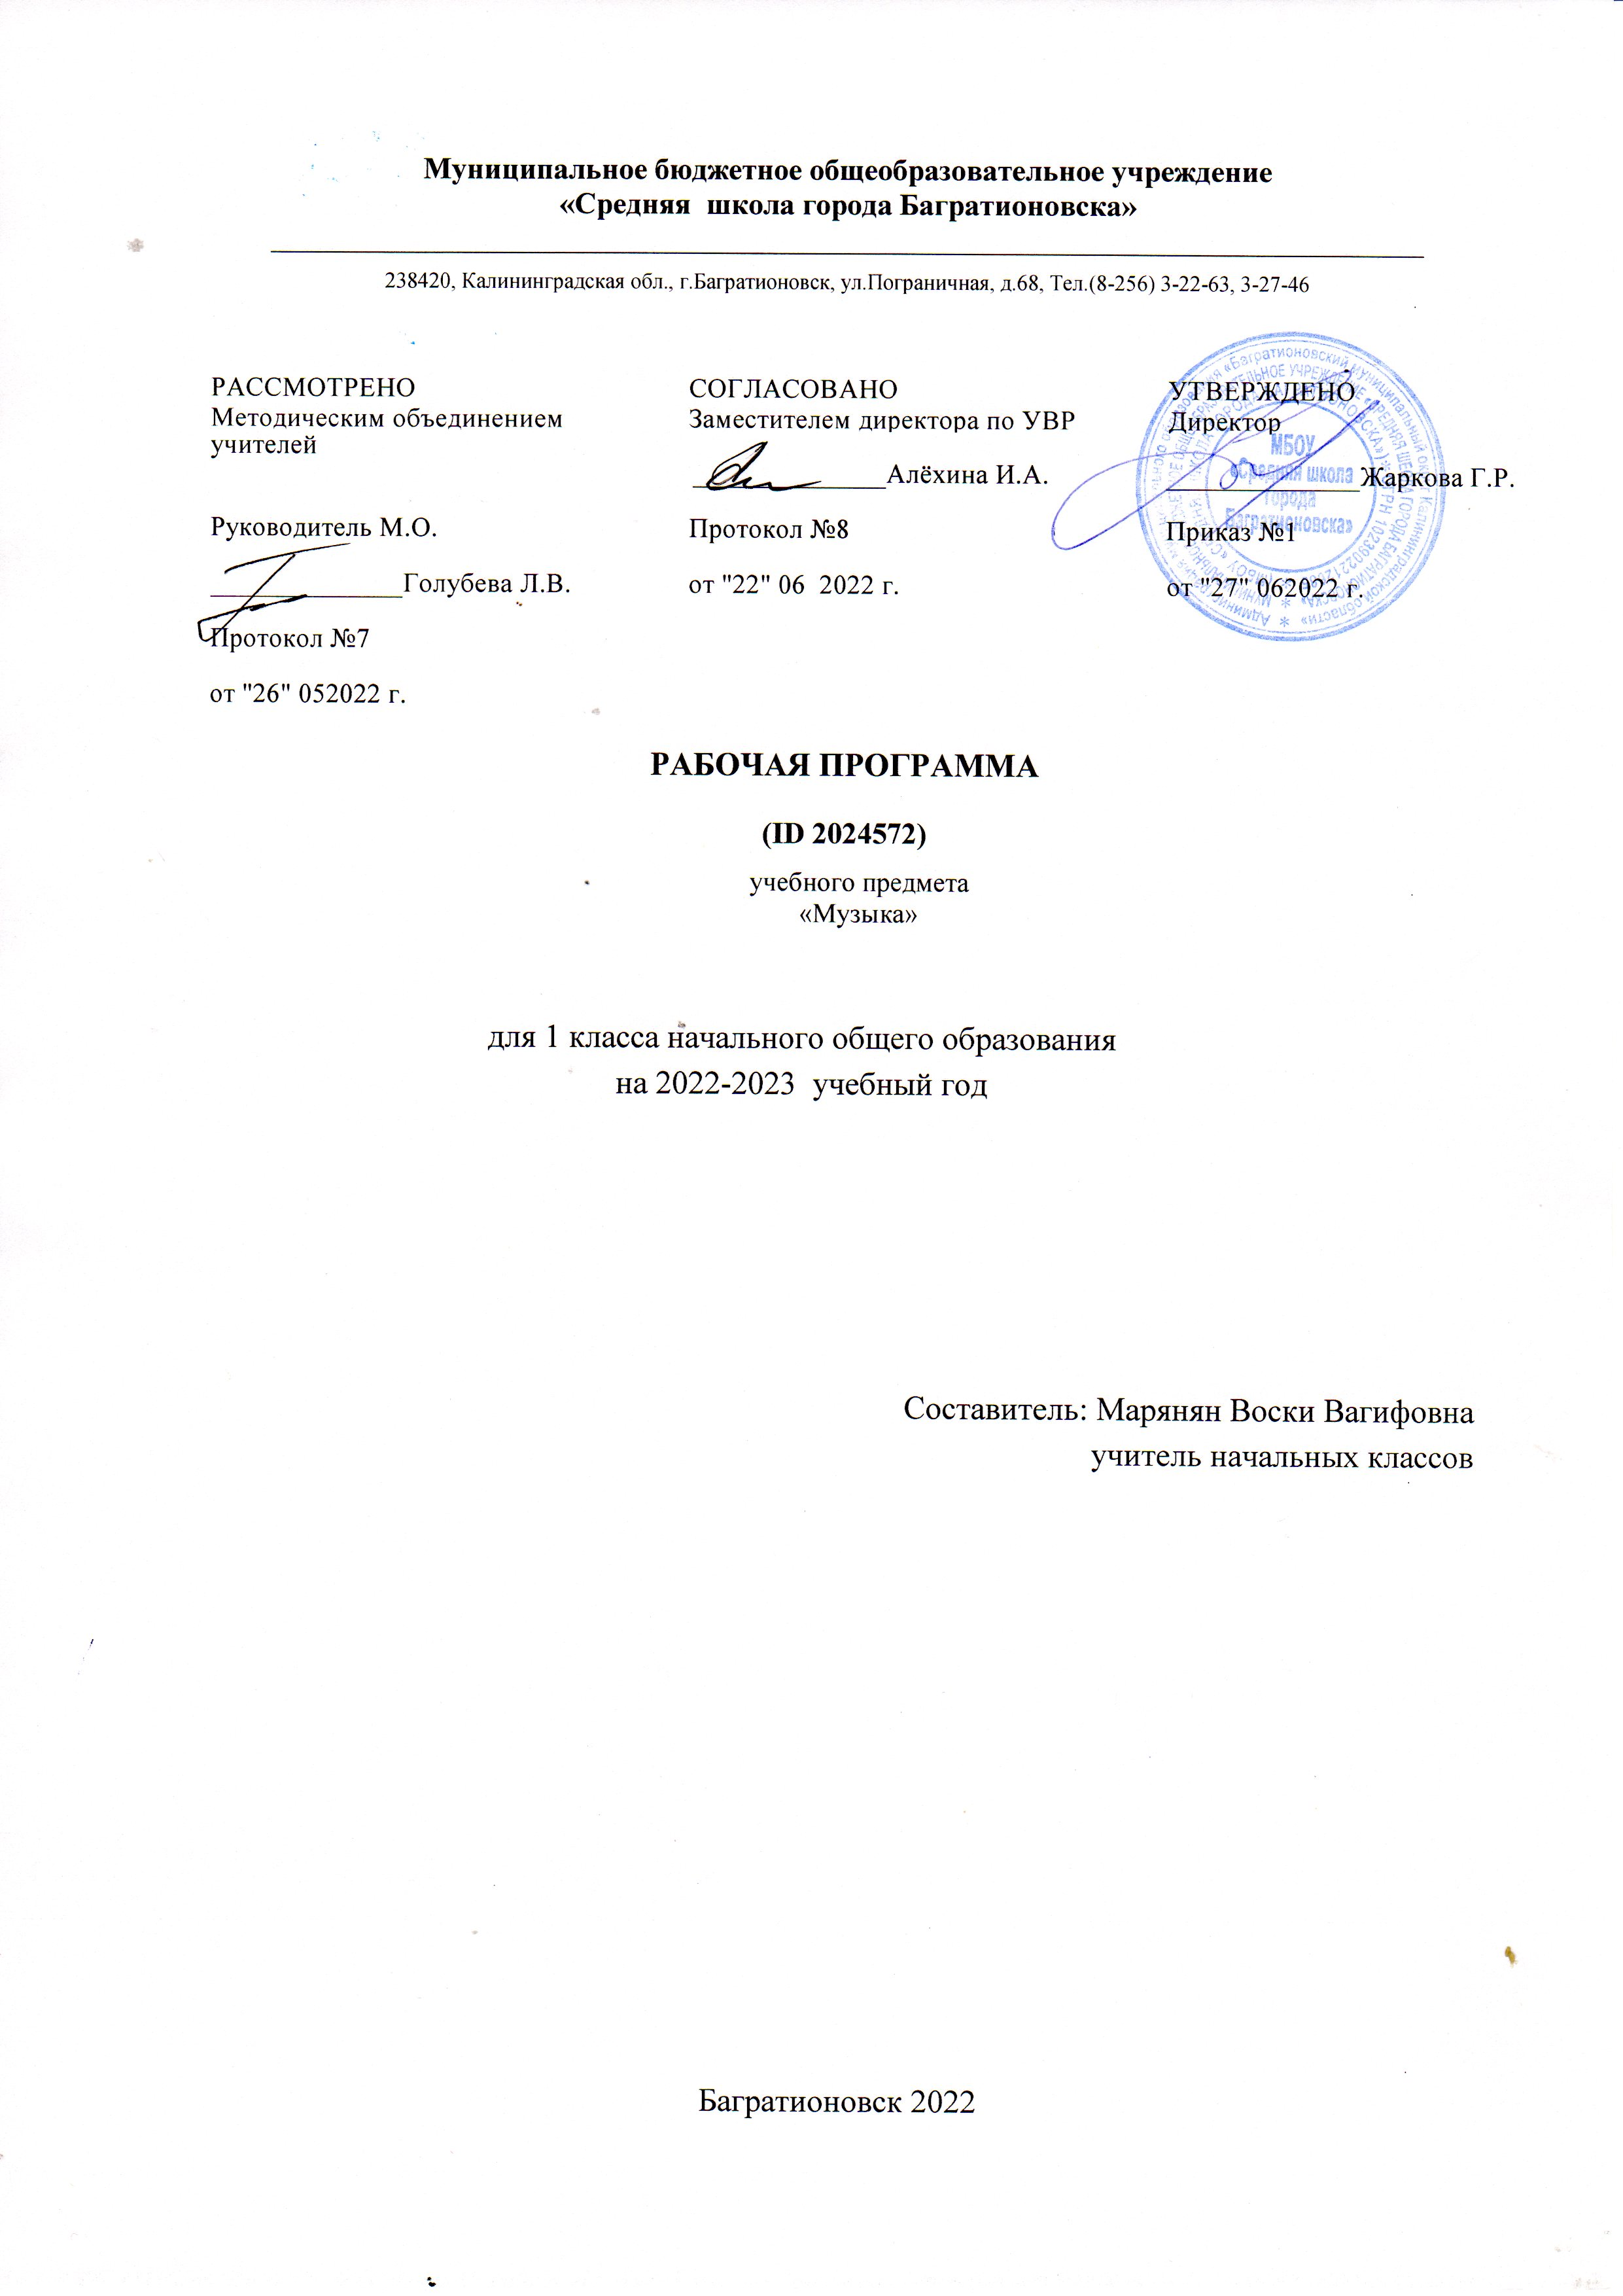 Муниципальное бюджетное общеобразовательное учреждение
«Средняя школа города Багратионовска»
238420, Калининградская обл., г.Багратионовск, ул.Пограничная, д.68, Тел.(8-256) 3-22-63, 3-27-46
РАССМОТРЕНО
Методическим объединением
учителей
Руководитель М.О.
______________Голубева Л.В.
Протокол №7
от "26" 052022 г.
СОГЛАСОВАНО
Заместителем директора по УВР
______________Алёхина И.А.
Протокол №8
от "22" 06 2022 г.
УТВЕРЖДЕНО
Директор
______________Жаркова Г.Р.
Приказ №1
от "27" 062022 г.
МБОУ
«Средняя школа
города
Багратионовска»
РАБОЧАЯ ПРОГРАММА
(ID 2024572)
учебного предмета
«Музыка»
для 1 класса начального общего образования
на 2022-2023 учебный год
Составитель: Марянян Воски Вагифовна
учитель начальных классов
Багратионовск 2022